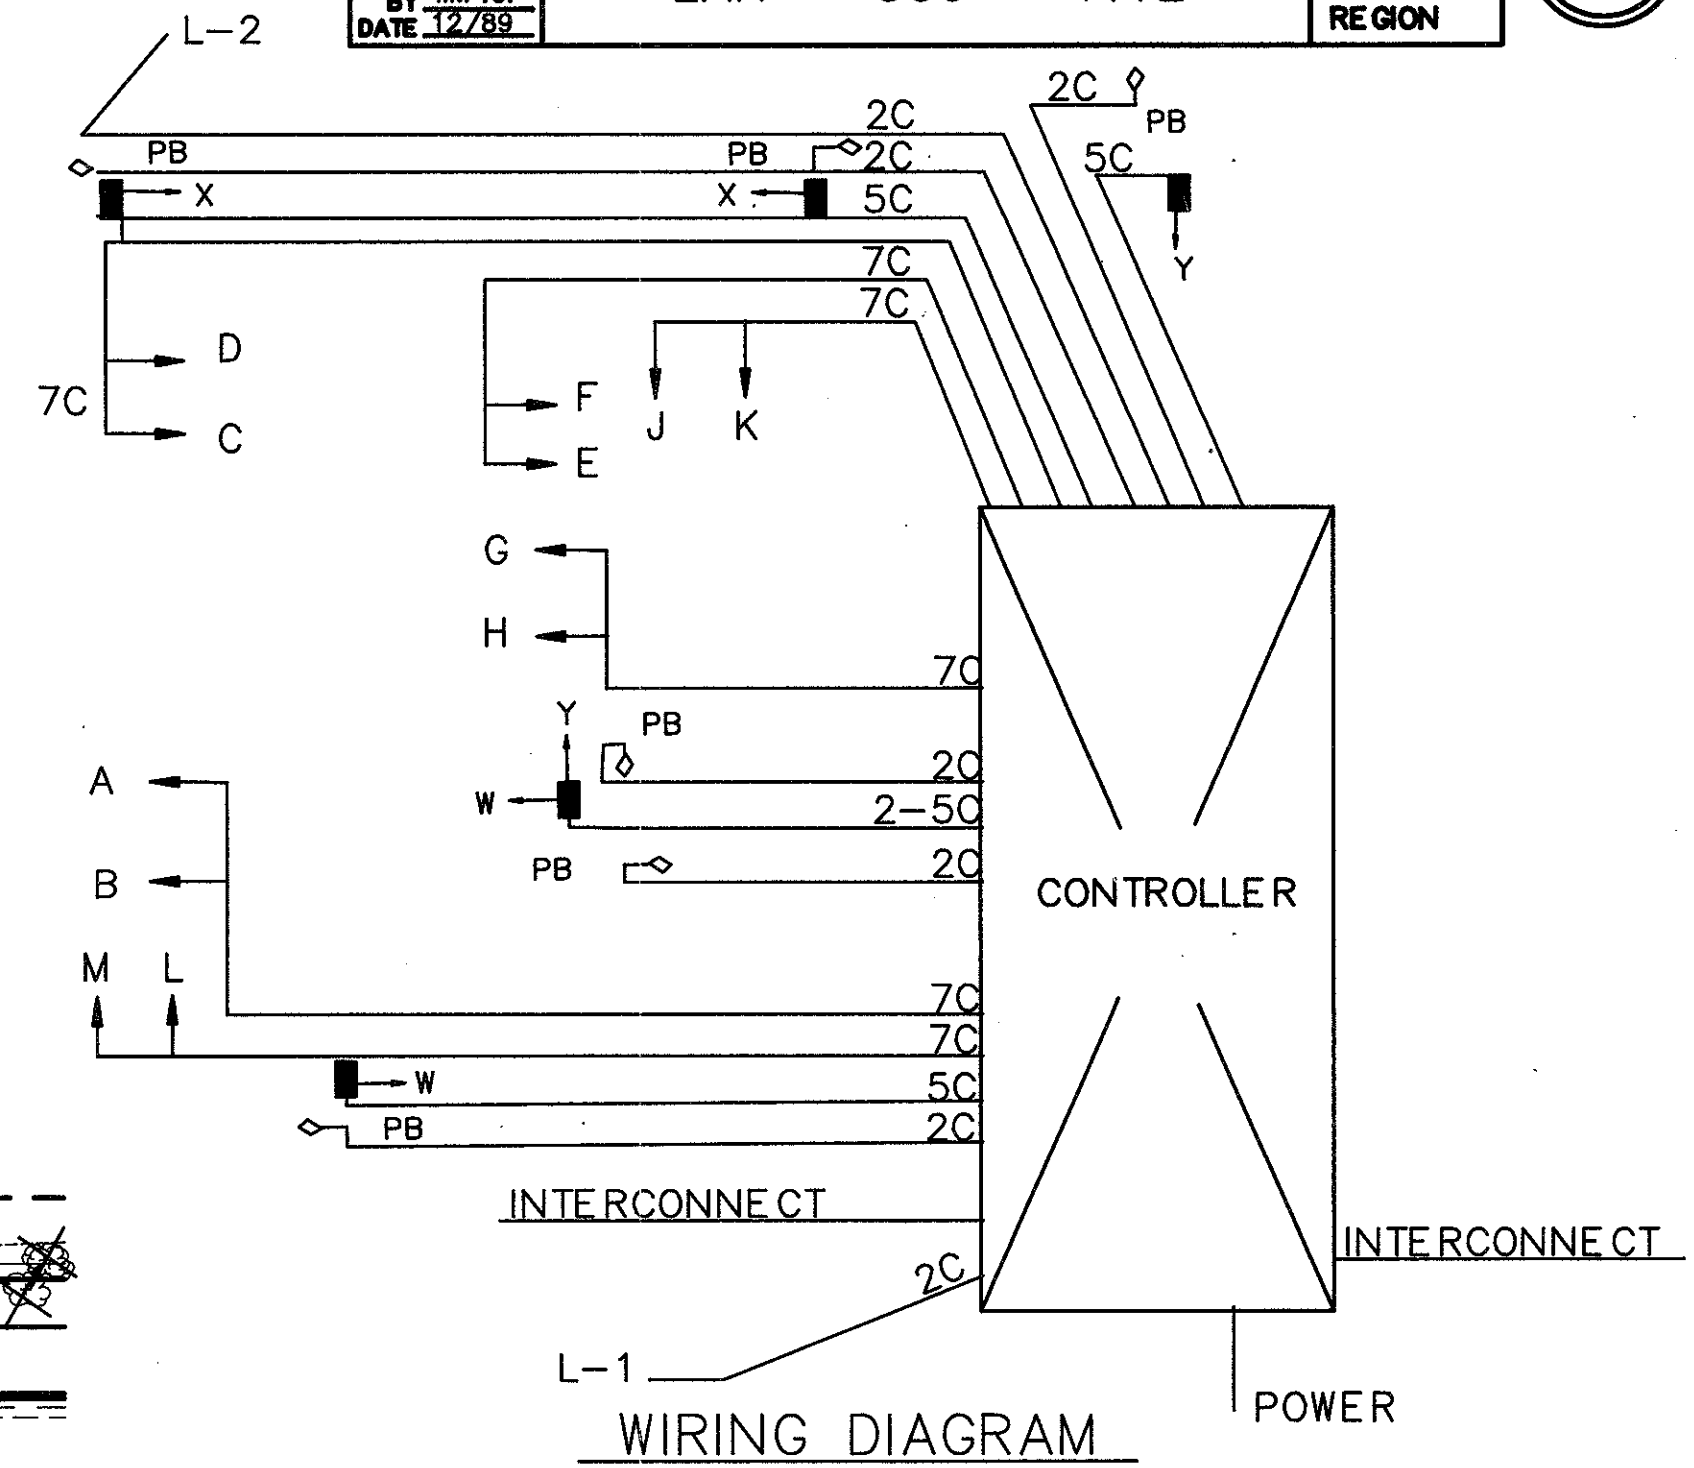 BY
DATE 12/89
REGION
L-2
2C
PB
2C
PB
PB
2C
5C
X
X
5C
Y
7C
7C
D
7C
C
F
E
J
K
G
H
7C
Y
PB
2C
A
W
2-5C
PB
2C
B
CONTROLLER
M
L
7C
7C
W
5C
PB
2C
INTERCONNECT
INTERCONNECT
2C
L-1
POWER
WIRING DIAGRAM